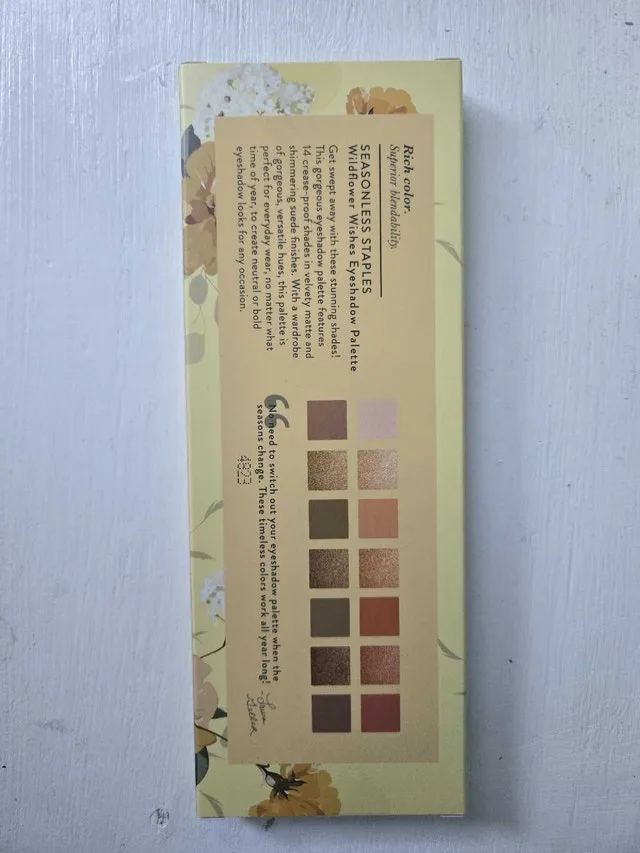 Rich color.
Superior blendability.
SEASONLESS STAPLES
Wildflower Wishes Eyeshadow Palette
Get swept away with these stunning shades!
This gorgeous eyeshadow palette features
14 crease-proof shades in velvety matte and
shimmering suede finishes. With a wardrobe
of gorgeous, versatile hues, this palette is
perfect for everyday wear, no matter what
time of year, to create neutral or bold
eyeshadow looks for any occasion.
“
No need to switch out your eyeshadow palette when the
seasons change. These timeless colors work all year long!
-Laura
Geller
4823